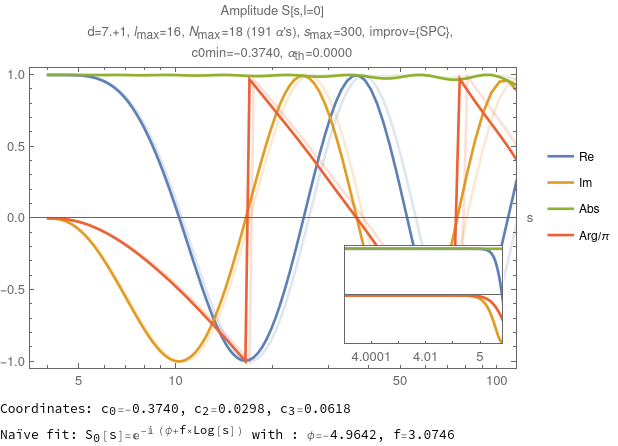 Amplitude S[s,l=0]
d=7.+1, lmax=16, Nmax=18 (191 α's), smax=300, improv={SPC},
c0min=-0.3740, αth=0.0000
1.0
0.5
0.0
-0.5
-1.0
5
10
50
100
s
4.0001
4.01
5
Re
Im
Abs
Arg/π
Coordinates: c0=-0.3740, c2=0.0298, c3=0.0618
Naïve fit: S0[s]=e^-i (ϕ+f×Log[s]) with : ϕ=-4.9642, f=3.0746